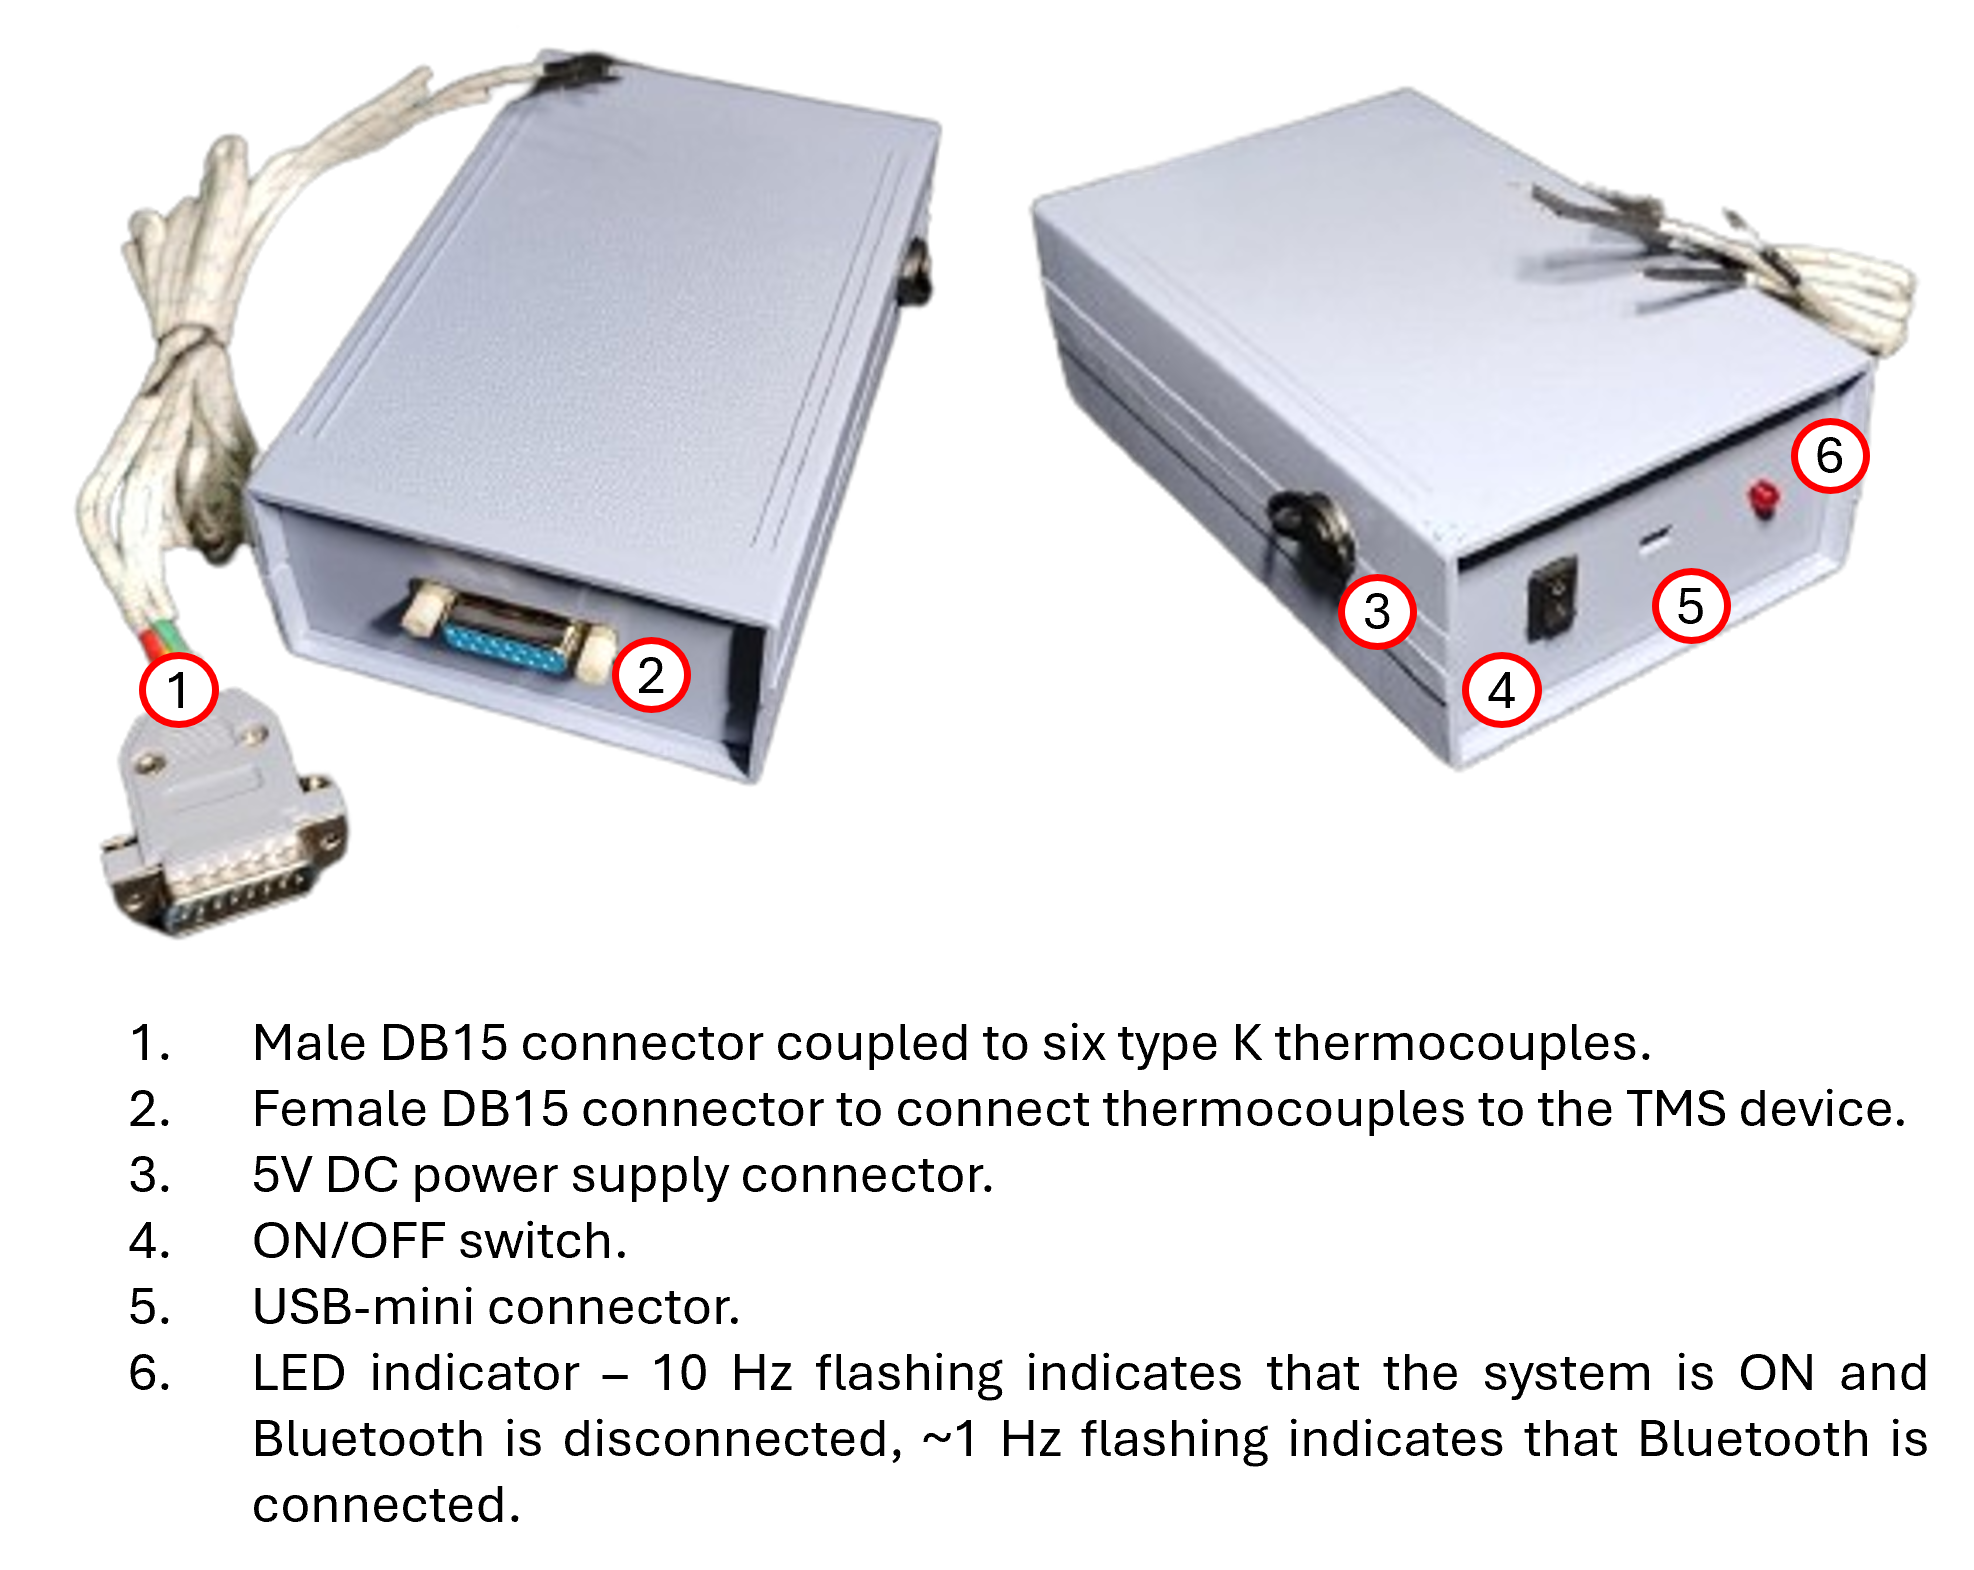 1
2
3
4
5
6
1. Male DB15 connector coupled to six type K thermocouples.
2. Female DB15 connector to connect thermocouples to the TMS device.
3. 5V DC power supply connector.
4. ON/OFF switch.
5. USB-mini connector.
6. LED indicator – 10 Hz flashing indicates that the system is ON and
Bluetooth is disconnected, ~1 Hz flashing indicates that Bluetooth is
connected.